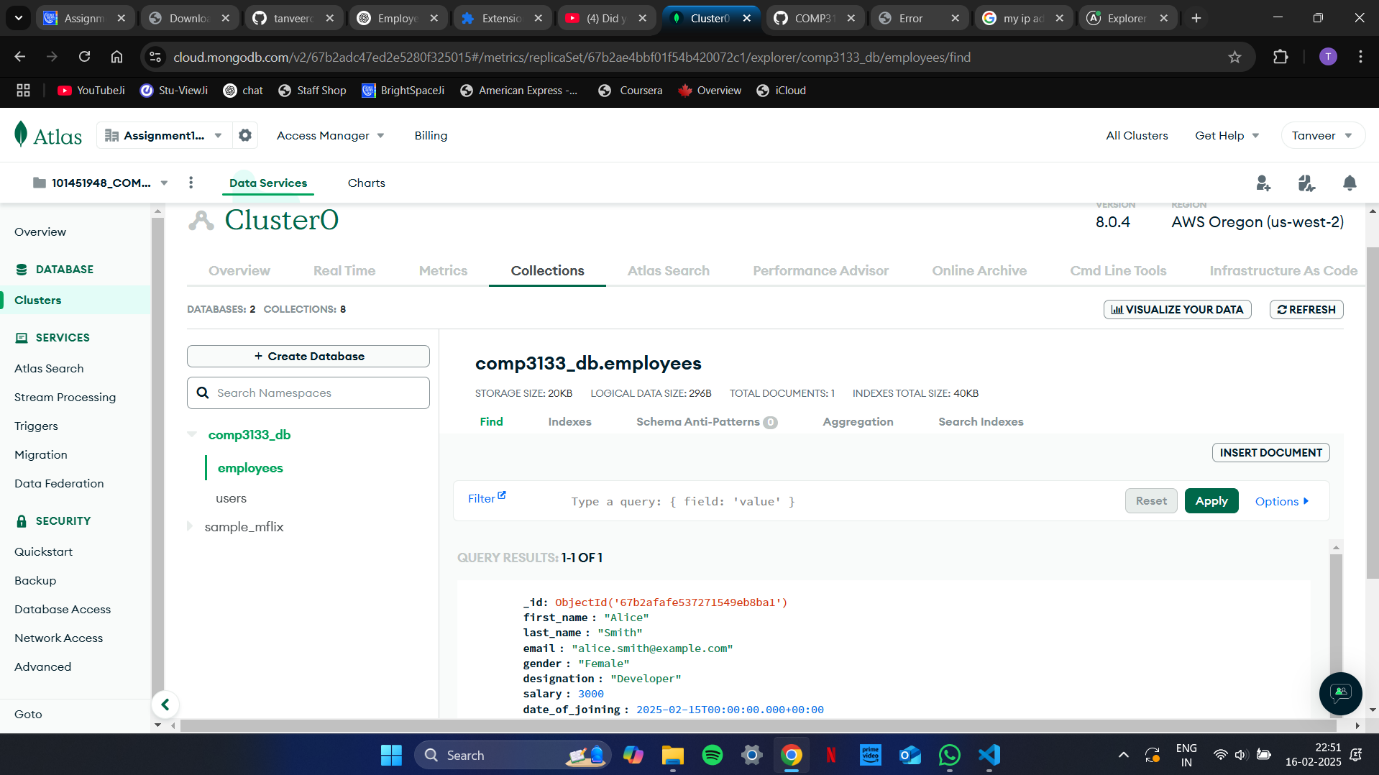 Assignm
Downloa
tanveerc
Employe
Extensio
(4) Did y
Cluster0
COMP31
Error
my ip ad
Explorer
cloud.mongodb.com/v2/67b2adc47ed2e5280f325015#/metrics/replicaSet/67b2ae4bbf01f54b420072c1/explorer/comp3133_db/employees/find
T
YouTubeJi
Stu-ViewJi
chat
Staff Shop
BrightSpaceJi
American Express -...
Coursera
Overview
iCloud
Atlas
Assignment1...
Access Manager
Billing
All Clusters
Get Help
Tanveer
101451948_COM...
Data Services
Charts
Overview
DATABASE
Clusters
SERVICES
Atlas Search
Stream Processing
Triggers
Migration
Data Federation
SECURITY
Quickstart
Backup
Database Access
Network Access
Advanced
Goto
Cluster0
VERSION
8.0.4
REGION
AWS Oregon (us-west-2)
Overview
Real Time
Metrics
Collections
Atlas Search
Performance Advisor
Online Archive
Cmd Line Tools
Infrastructure As Code
DATABASES: 2 COLLECTIONS: 8
VISUALIZE YOUR DATA
REFRESH
+ Create Database
Search Namespaces
comp3133_db
employees
users
sample_mflix
comp3133_db.employees
STORAGE SIZE: 20KB LOGICAL DATA SIZE: 296B TOTAL DOCUMENTS: 1 INDEXES TOTAL SIZE: 40KB
Find
Indexes
Schema Anti-Patterns 0
Aggregation
Search Indexes
INSERT DOCUMENT
Filter
Type a query: { field: 'value' }
Reset
Apply
Options
QUERY RESULTS: 1-1 OF 1
_id: ObjectId('67b2afafe537271549eb8ba1')
first_name : "Alice"
last_name : "Smith"
email : "alice.smith@example.com"
gender : "Female"
designation : "Developer"
salary : 3000
date_of_joining : 2025-02-15T00:00:00.000+00:00
Search
prime video
ENG
IN
22:51
16-02-2025